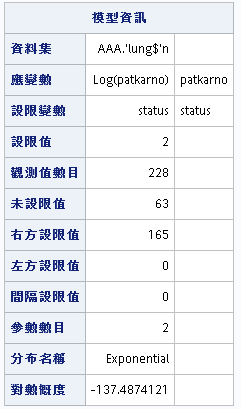 模型資訊
資料集 AAA.'lung$'n
應變數 Log(patkarno) patkarno
設限變數 status status
設限值 2
觀測值數目 228
未設限值 63
右方設限值 165
左方設限值 0
間隔設限值 0
參數數目 2
分布名稱 Exponential
對數概度 -137.4874121